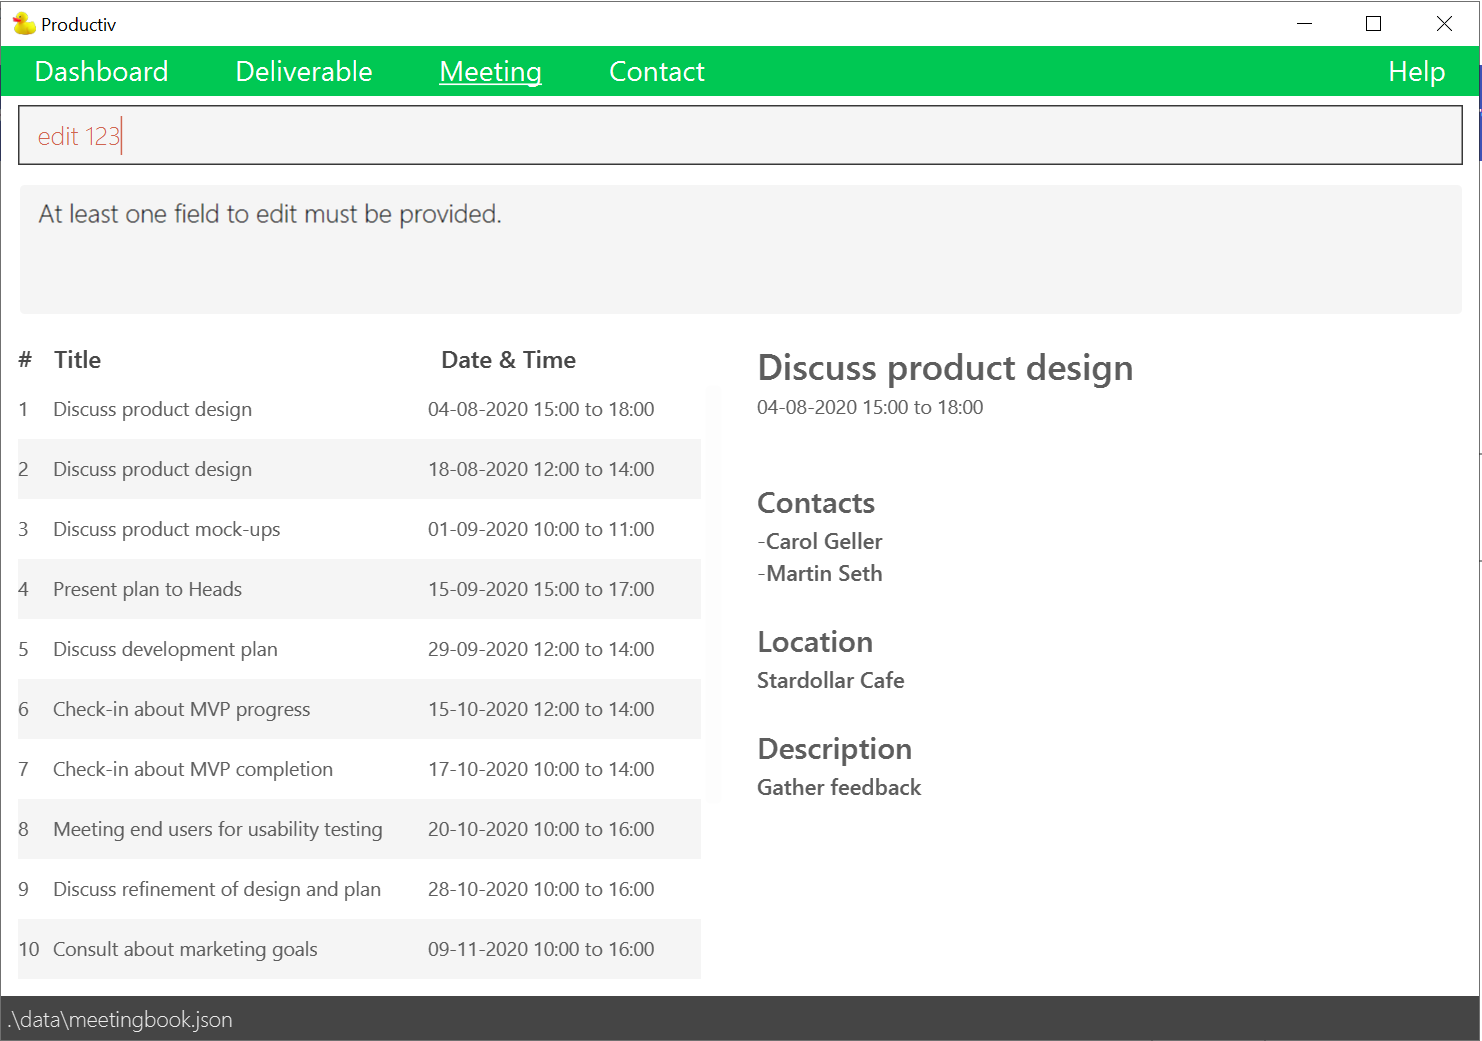 Productiv
Dashboard Deliverable Meeting Contact Help
edit 123
At least one field to edit must be provided.
# Title Date & Time
1 Discuss product design 04-08-2020 15:00 to 18:00
2 Discuss product design 18-08-2020 12:00 to 14:00
3 Discuss product mock-ups 01-09-2020 10:00 to 11:00
4 Present plan to Heads 15-09-2020 15:00 to 17:00
5 Discuss development plan 29-09-2020 12:00 to 14:00
6 Check-in about MVP progress 15-10-2020 12:00 to 14:00
7 Check-in about MVP completion 17-10-2020 10:00 to 14:00
8 Meeting end users for usability testing 20-10-2020 10:00 to 16:00
9 Discuss refinement of design and plan 28-10-2020 10:00 to 16:00
10 Consult about marketing goals 09-11-2020 10:00 to 16:00
Discuss product design
04-08-2020 15:00 to 18:00
Contacts
-Carol Geller
-Martin Seth
Location
Stardollar Cafe
Description
Gather feedback
.\data\meetingbook.json